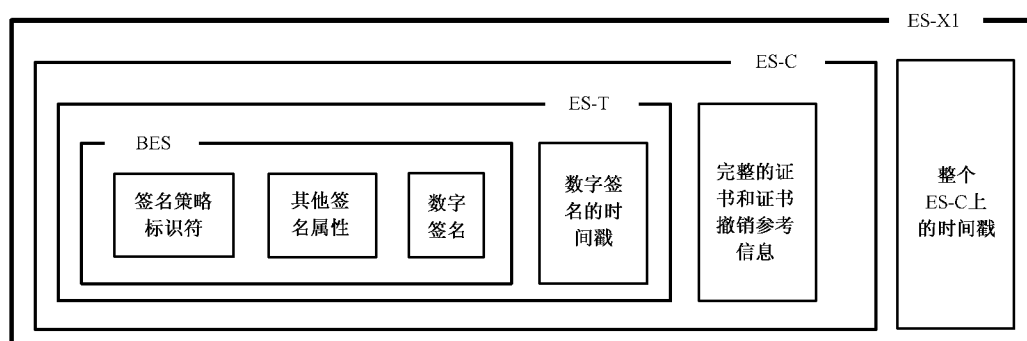 ES-X1
ES-C
ES-T
BES
签名策略
标识符
其他签
名属性
数字
签名
数字签
名的时
间戳
完整的证
书和证书
撤销参考
信息
整个
ES-C上
的时间戳